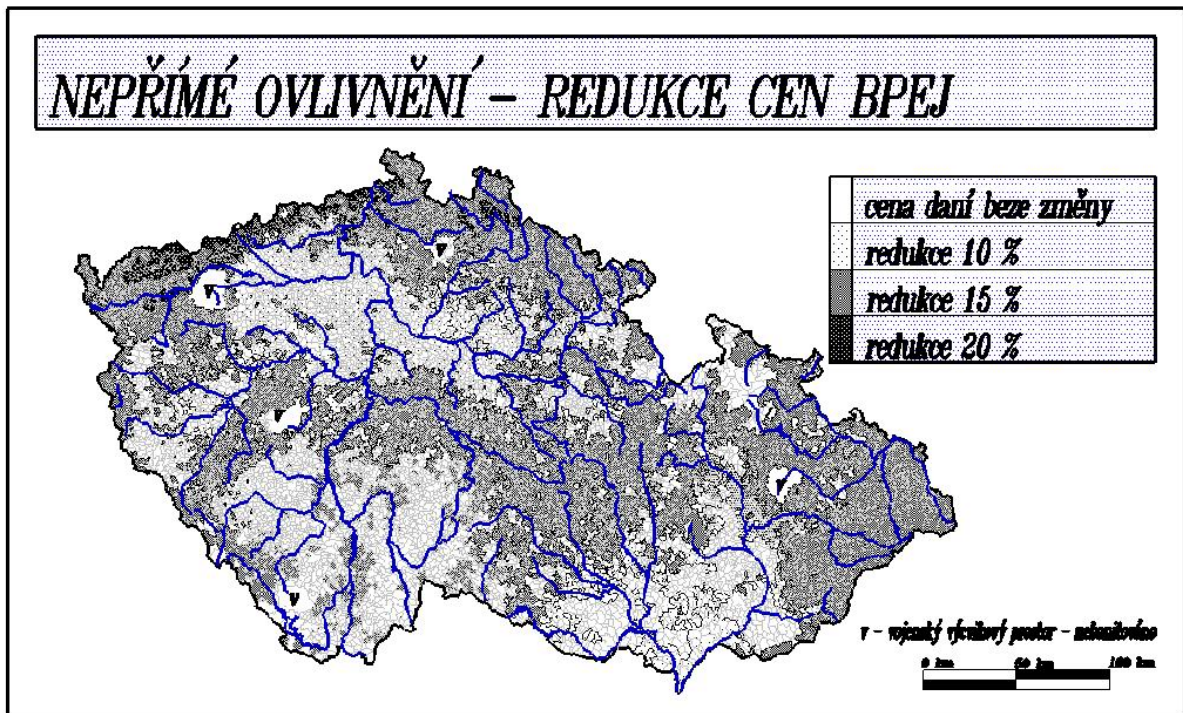 NEPŘÍMÉ OVLIVNĚNÍ – REDUKCE CEN BPEJ
cena daní beze změny
redukce 10 %
redukce 15 %
redukce 20 %
v
v
v
v
v
v – vojenský výcvikový prostor – nebonitováno
0 km 50 km 100 km